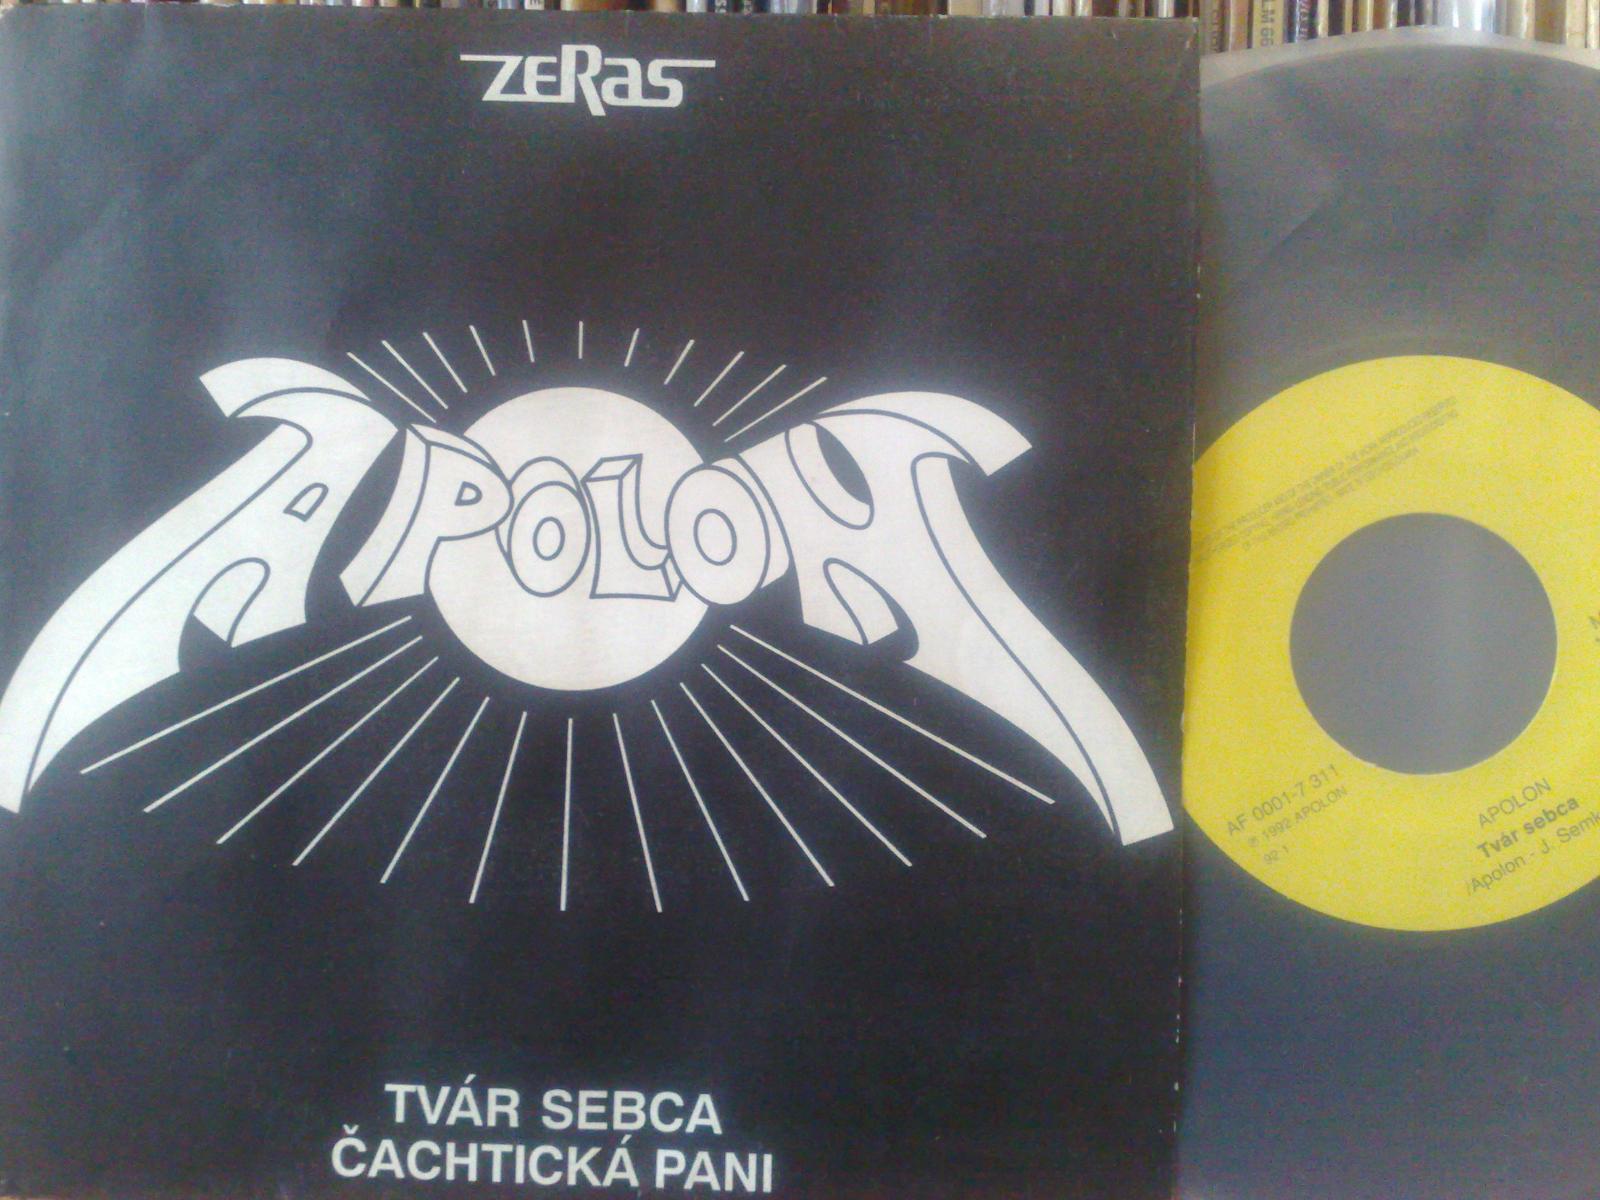 ZERAS
APOLON
TVÁR SEBCA
ČACHTICKÁ PANI
AF 0001-7 311
℗ 1992 APOLON
92 1
APOLON
Tvár sebca
/Apolon - J. Semk